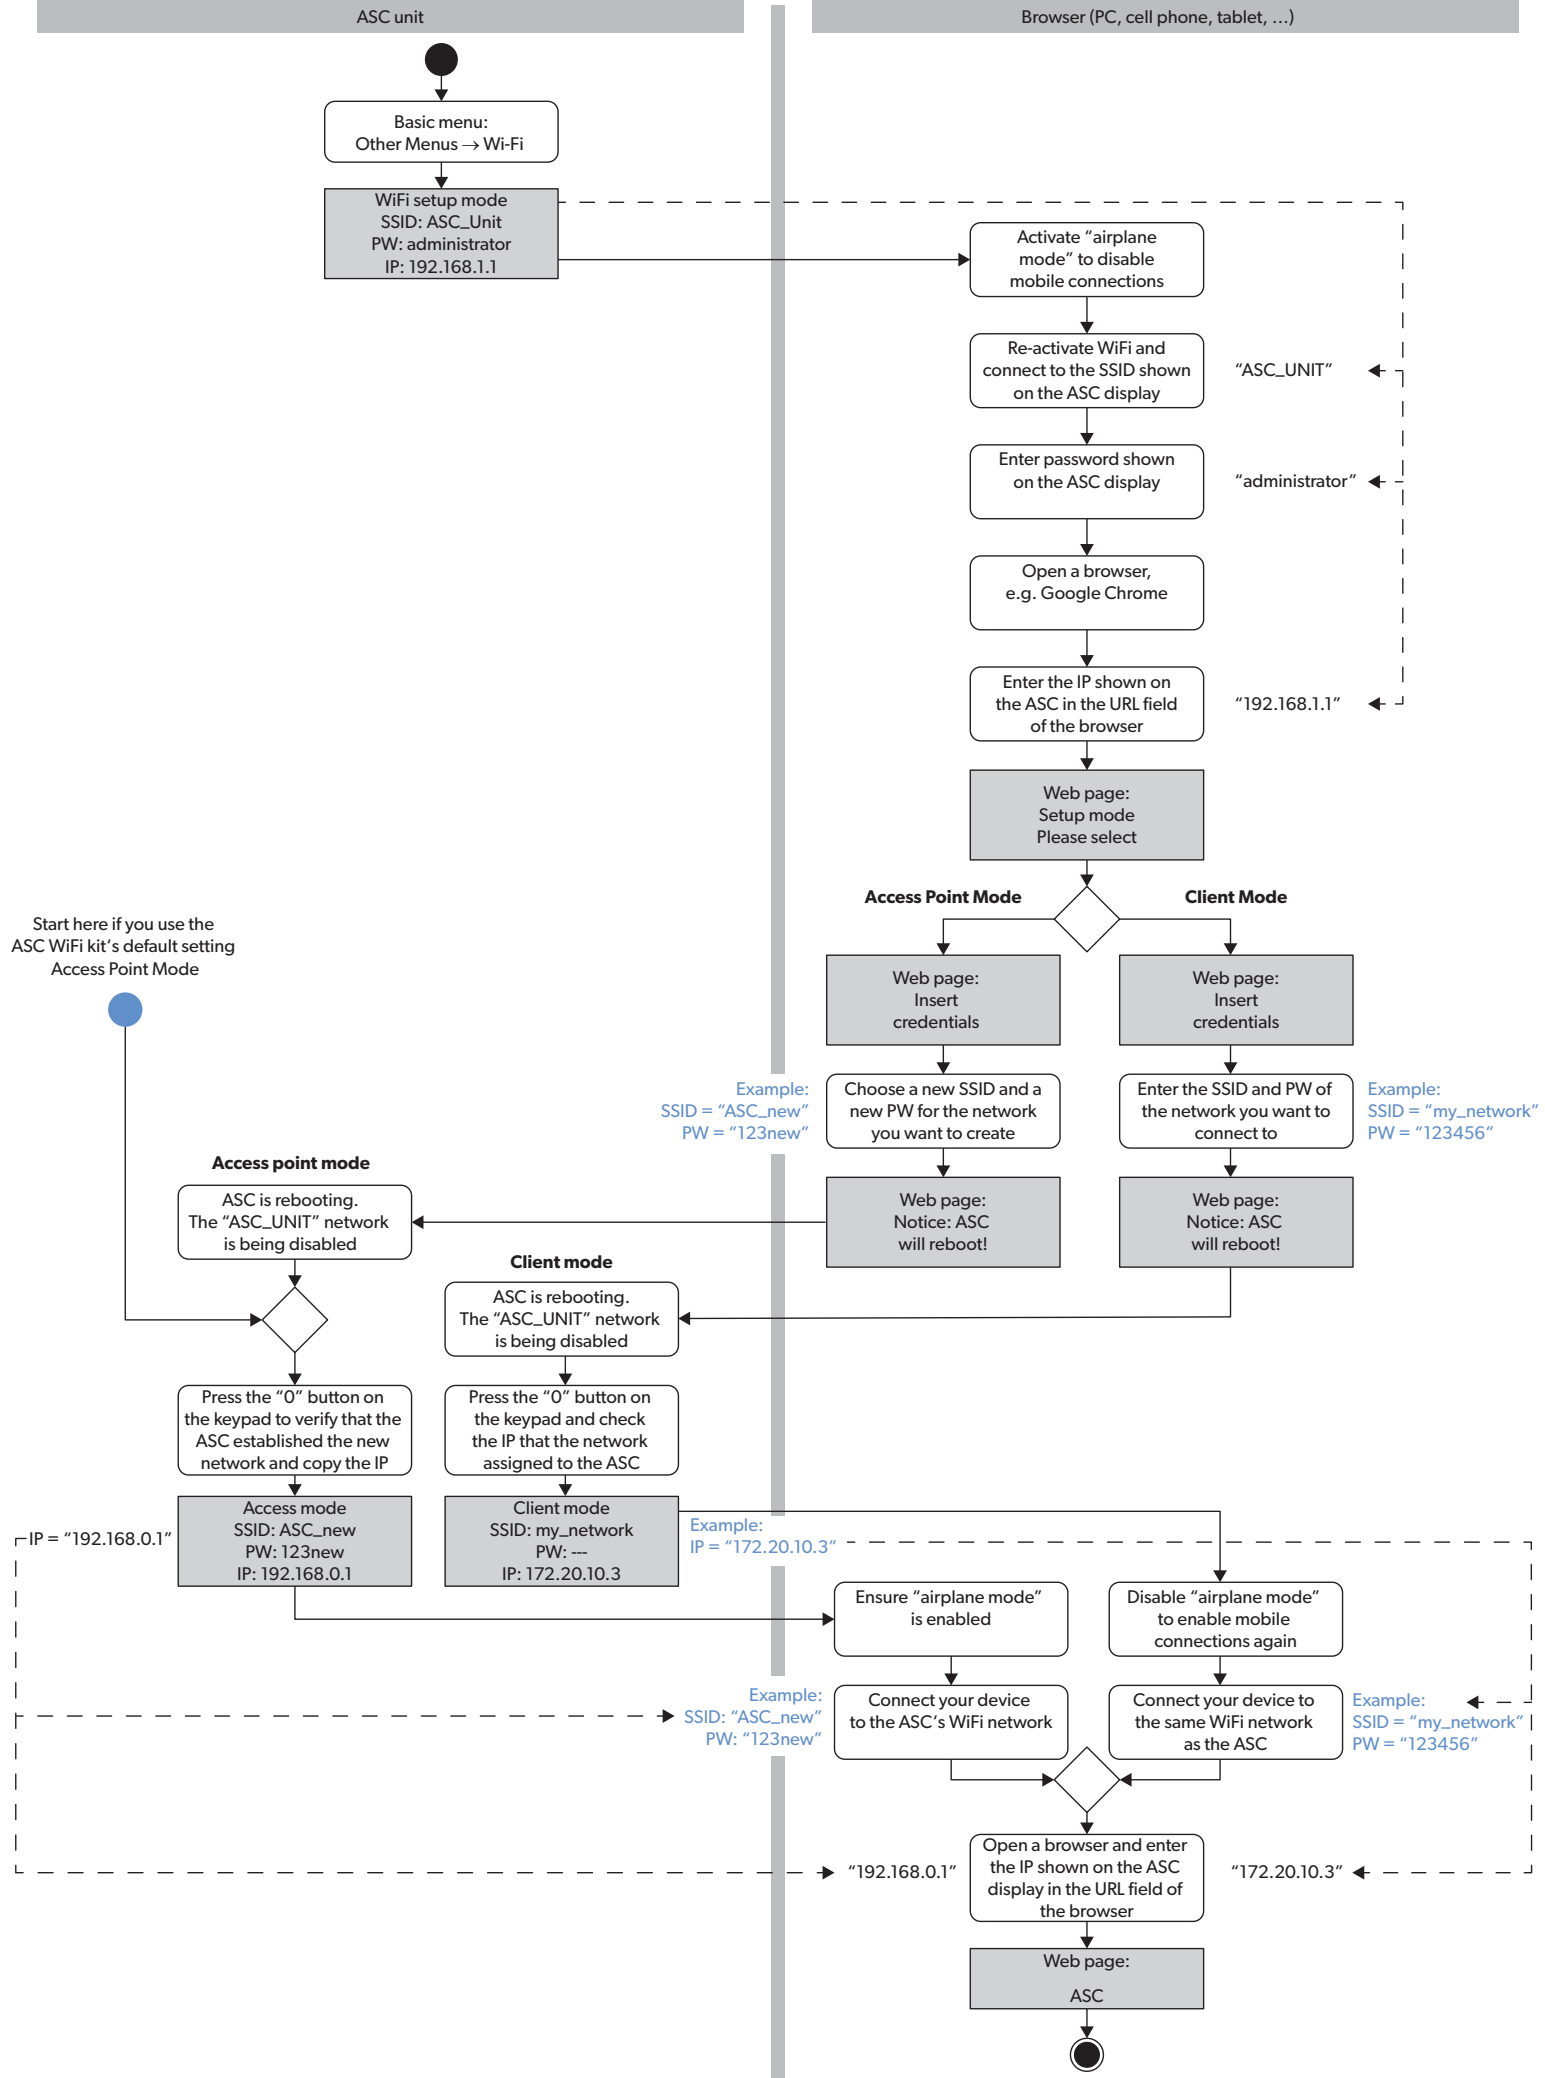 ASC unit
Browser (PC, cell phone, tablet, …)
Basic menu:
Other Menus → Wi-Fi
WiFi setup mode
SSID: ASC_Unit
PW: administrator
IP: 192.168.1.1
Activate “airplane
mode” to disable
mobile connections
Re-activate WiFi and
connect to the SSID shown
on the ASC display
“ASC_UNIT”
Enter password shown
on the ASC display
“administrator”
Open a browser,
e.g. Google Chrome
Enter the IP shown on
the ASC in the URL field
of the browser
“192.168.1.1”
Web page:
Setup mode
Please select
Access Point Mode
Client Mode
Start here if you use the
ASC WiFi kit‘s default setting
Access Point Mode
Web page:
Insert
credentials
Web page:
Insert
credentials
Example:
SSID = “ASC_new”
PW = “123new”
Choose a new SSID and a
new PW for the network
you want to create
Enter the SSID and PW of
the network you want to
connect to
Example:
SSID = “my_network”
PW = “123456”
Access point mode
ASC is rebooting.
The “ASC_UNIT” network
is being disabled
Web page:
Notice: ASC
will reboot!
Web page:
Notice: ASC
will reboot!
Client mode
ASC is rebooting.
The “ASC_UNIT” network
is being disabled
Press the “0” button on
the keypad to verify that the
ASC established the new
network and copy the IP
Press the “0” button on
the keypad and check
the IP that the network
assigned to the ASC
IP = “192.168.0.1”
Access mode
SSID: ASC_new
PW: 123new
IP: 192.168.0.1
Client mode
SSID: my_network
PW: ---
IP: 172.20.10.3
Example:
IP = “172.20.10.3”
Ensure “airplane mode”
is enabled
Disable “airplane mode”
to enable mobile
connections again
Example:
SSID: “ASC_new”
PW: “123new”
Connect your device
to the ASC‘s WiFi network
Connect your device to
the same WiFi network
as the ASC
Example:
SSID = “my_network”
PW = “123456”
“192.168.0.1”
Open a browser and enter
the IP shown on the ASC
display in the URL field of
the browser
“172.20.10.3”
Web page:
ASC